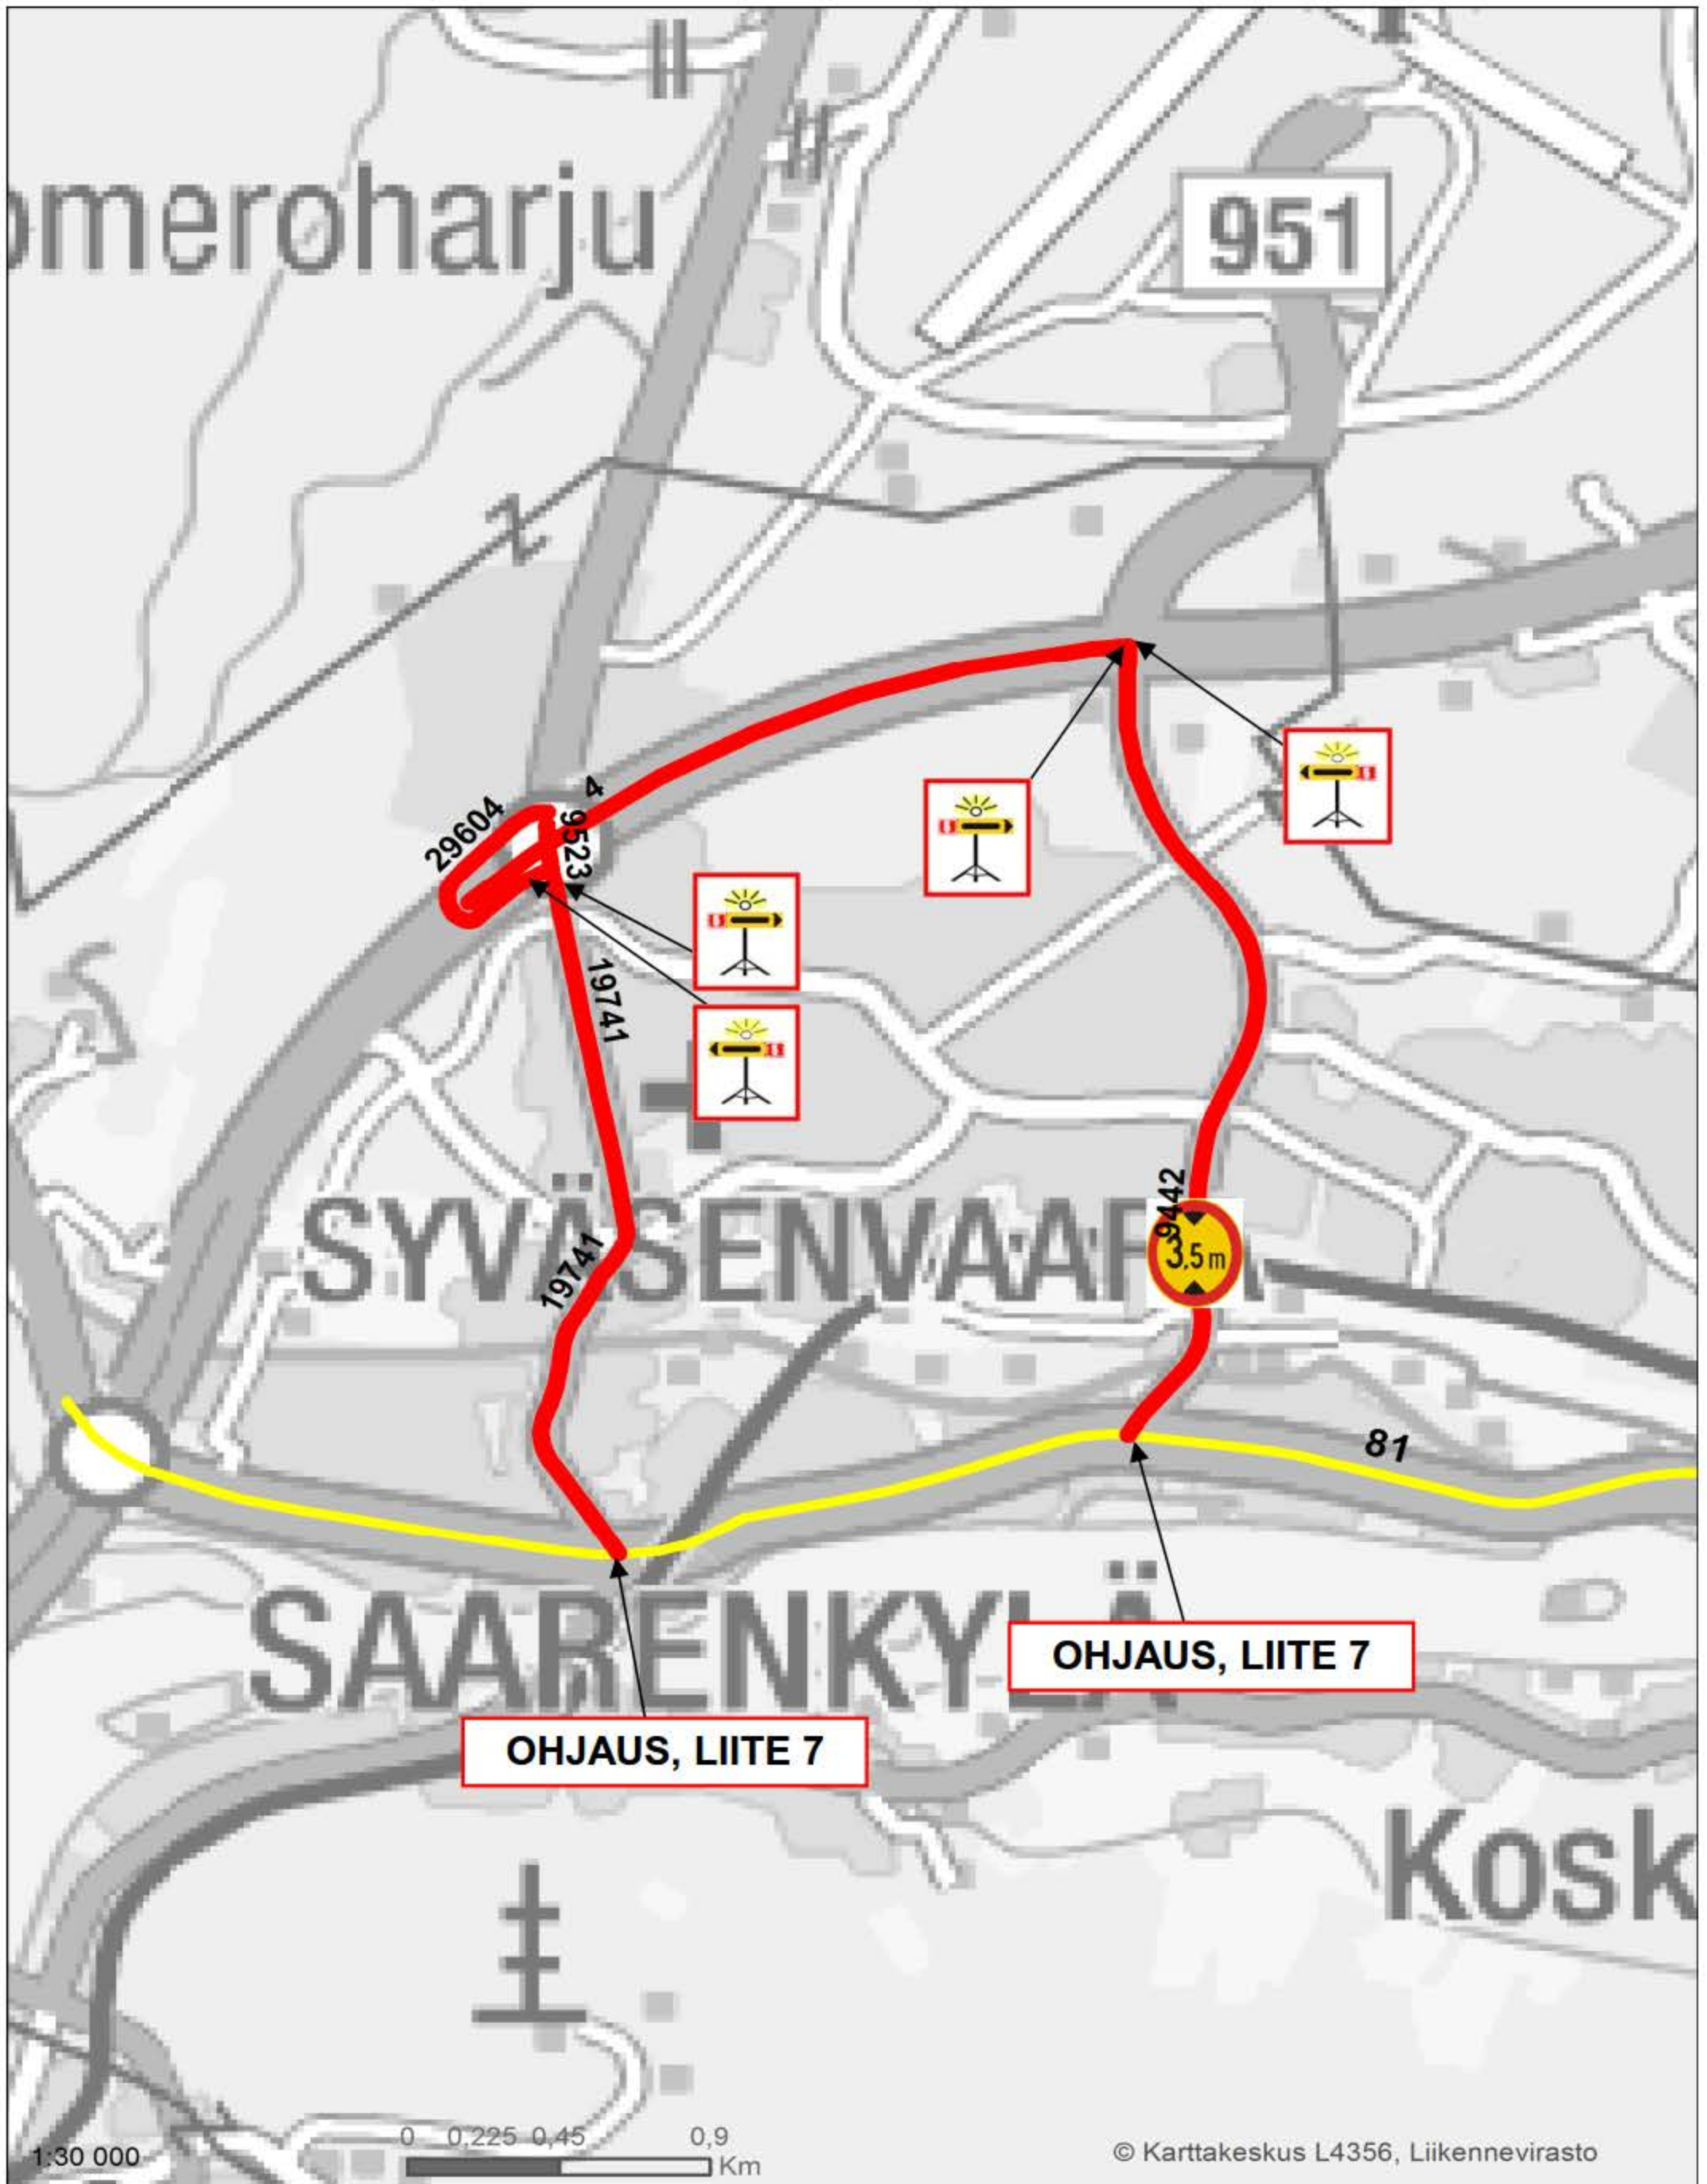 omeroharju
951
4
29604
9523
19741
SYVÄSENVAARA
9442
3.5 m
19741
81
SAARENKYLÄ
OHJAUS, LIITE 7
OHJAUS, LIITE 7
Kosk
1:30 000
0 0,225 0,45 0,9
Km
© Karttakeskus L4356, Liikennevirasto